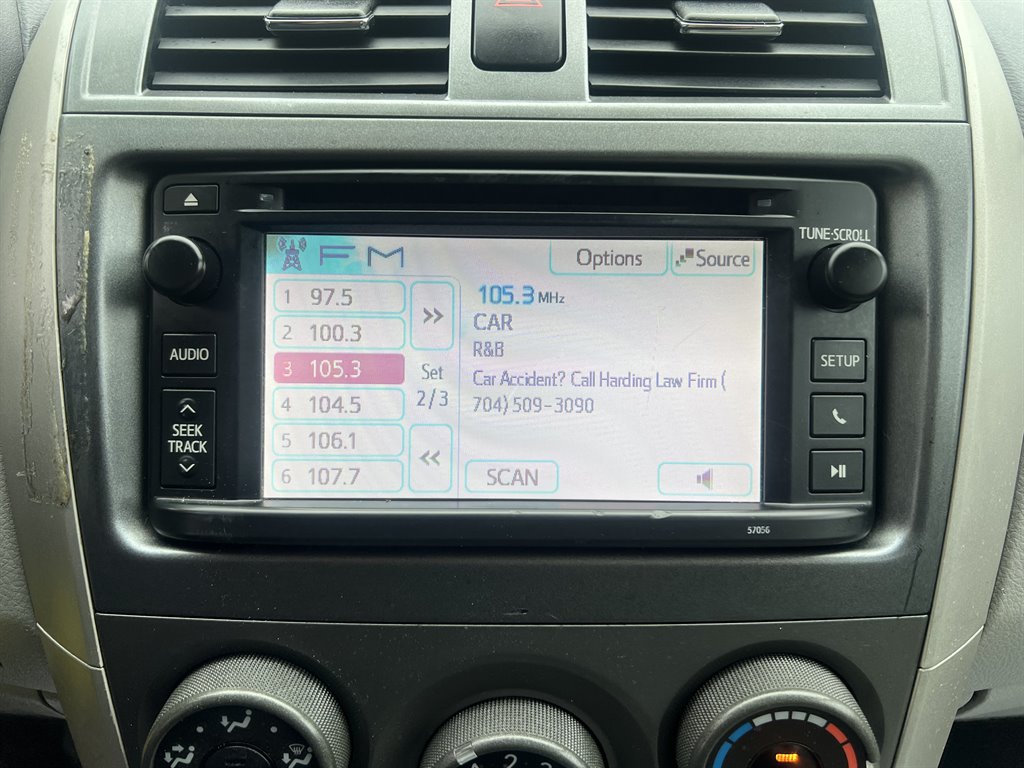 TUNE·SCROLL
FM
Options
Source
1 97.5
2 100.3
3 105.3
4 104.5
5 106.1
6 107.7
>>
Set
2/3
<<
105.3 MHz
CAR
R&B
Car Accident? Call Harding Law Firm (
704) 509-3090
SCAN
AUDIO
SEEK
TRACK
SETUP
57056
2